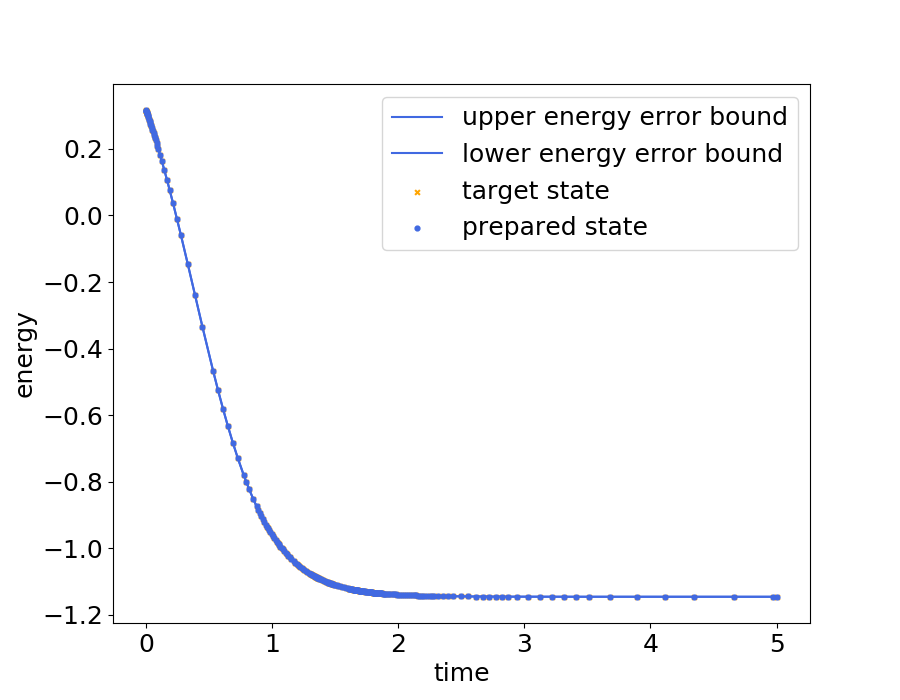 upper energy error bound
lower energy error bound
target state
prepared state
0.2
0.0
−0.2
−0.4
−0.6
−0.8
−1.0
−1.2
energy
0 1 2 3 4 5
time